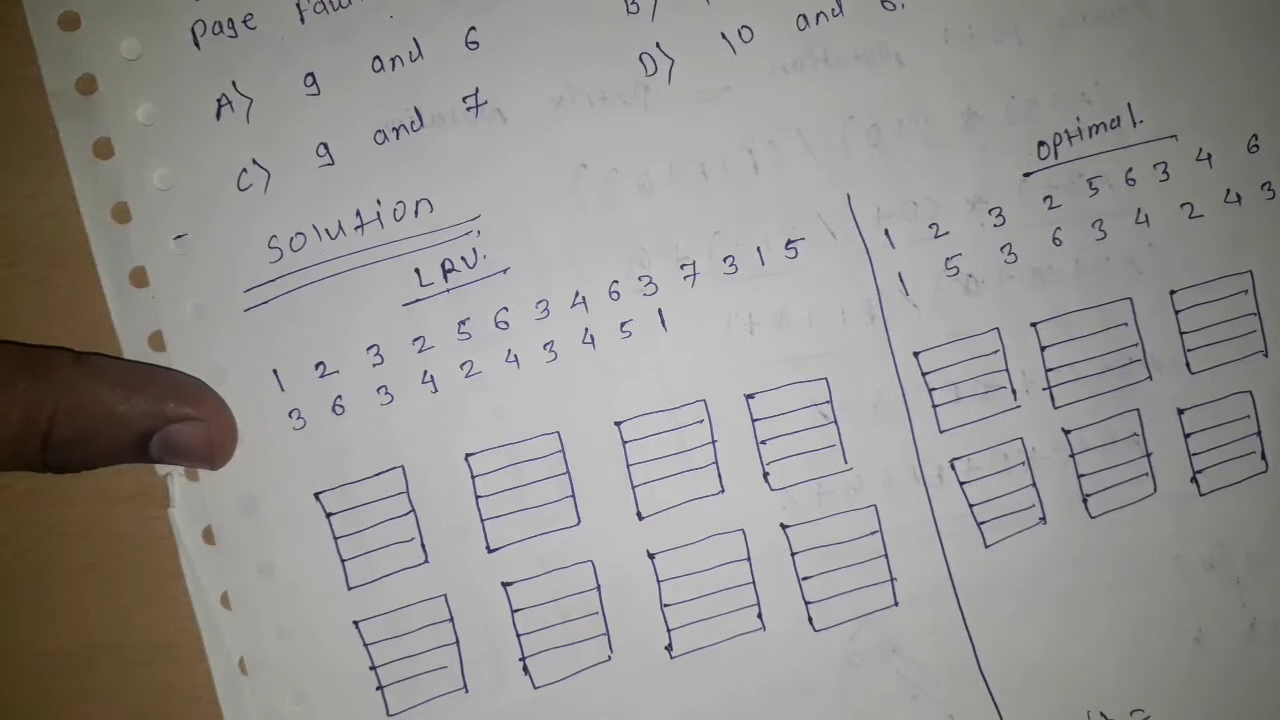 page fau
A) 9 and 6
B)
C) 9 and 7
D) 10 and 6.
Solution
LRU.
1 2 3 2 5 6 3 4 6 3 7 3 1 5
3 6 3 4 2 4 3 4 5 1
Optimal.
1 2 3 2 5 6 3 4 6
1 5 3 6 3 4 2 4 3